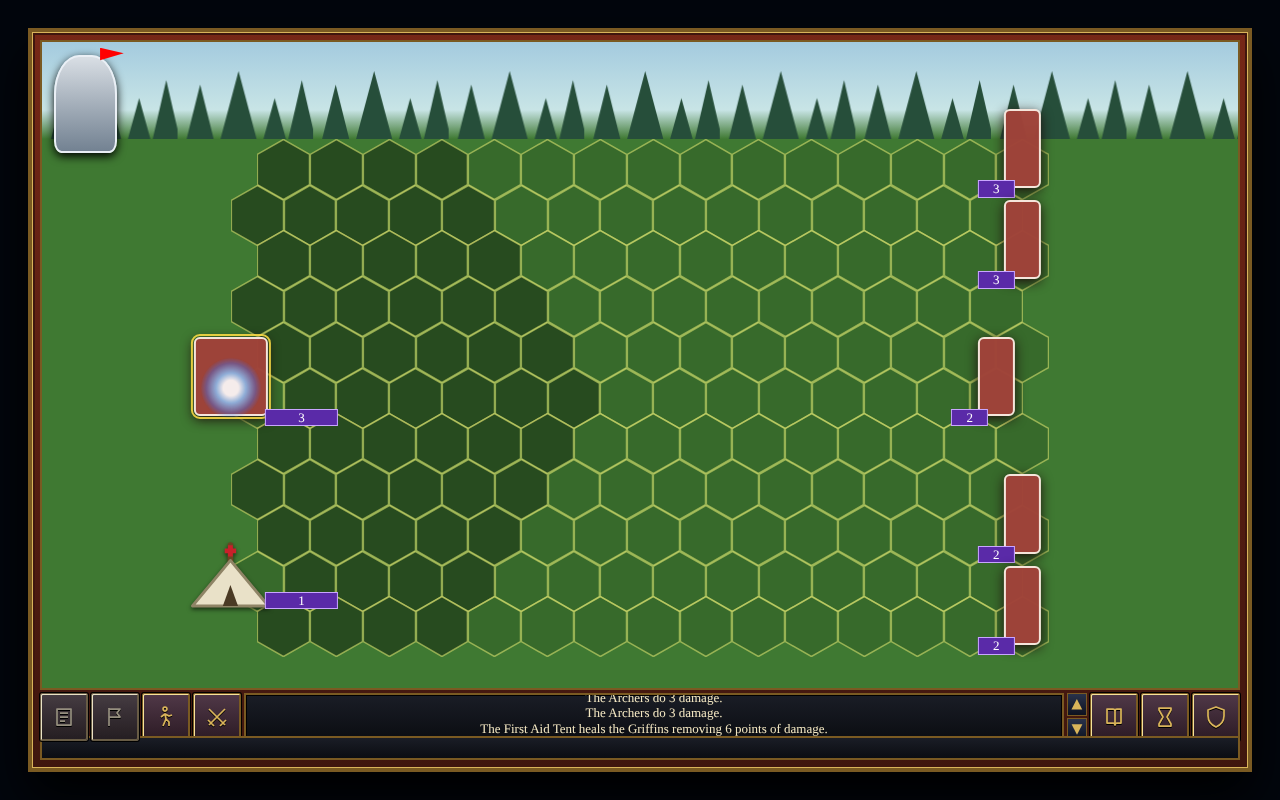 3
3
3
2
2
1
2
The Archers do 3 damage.
The Archers do 3 damage.
The First Aid Tent heals the Griffins removing 6 points of damage.